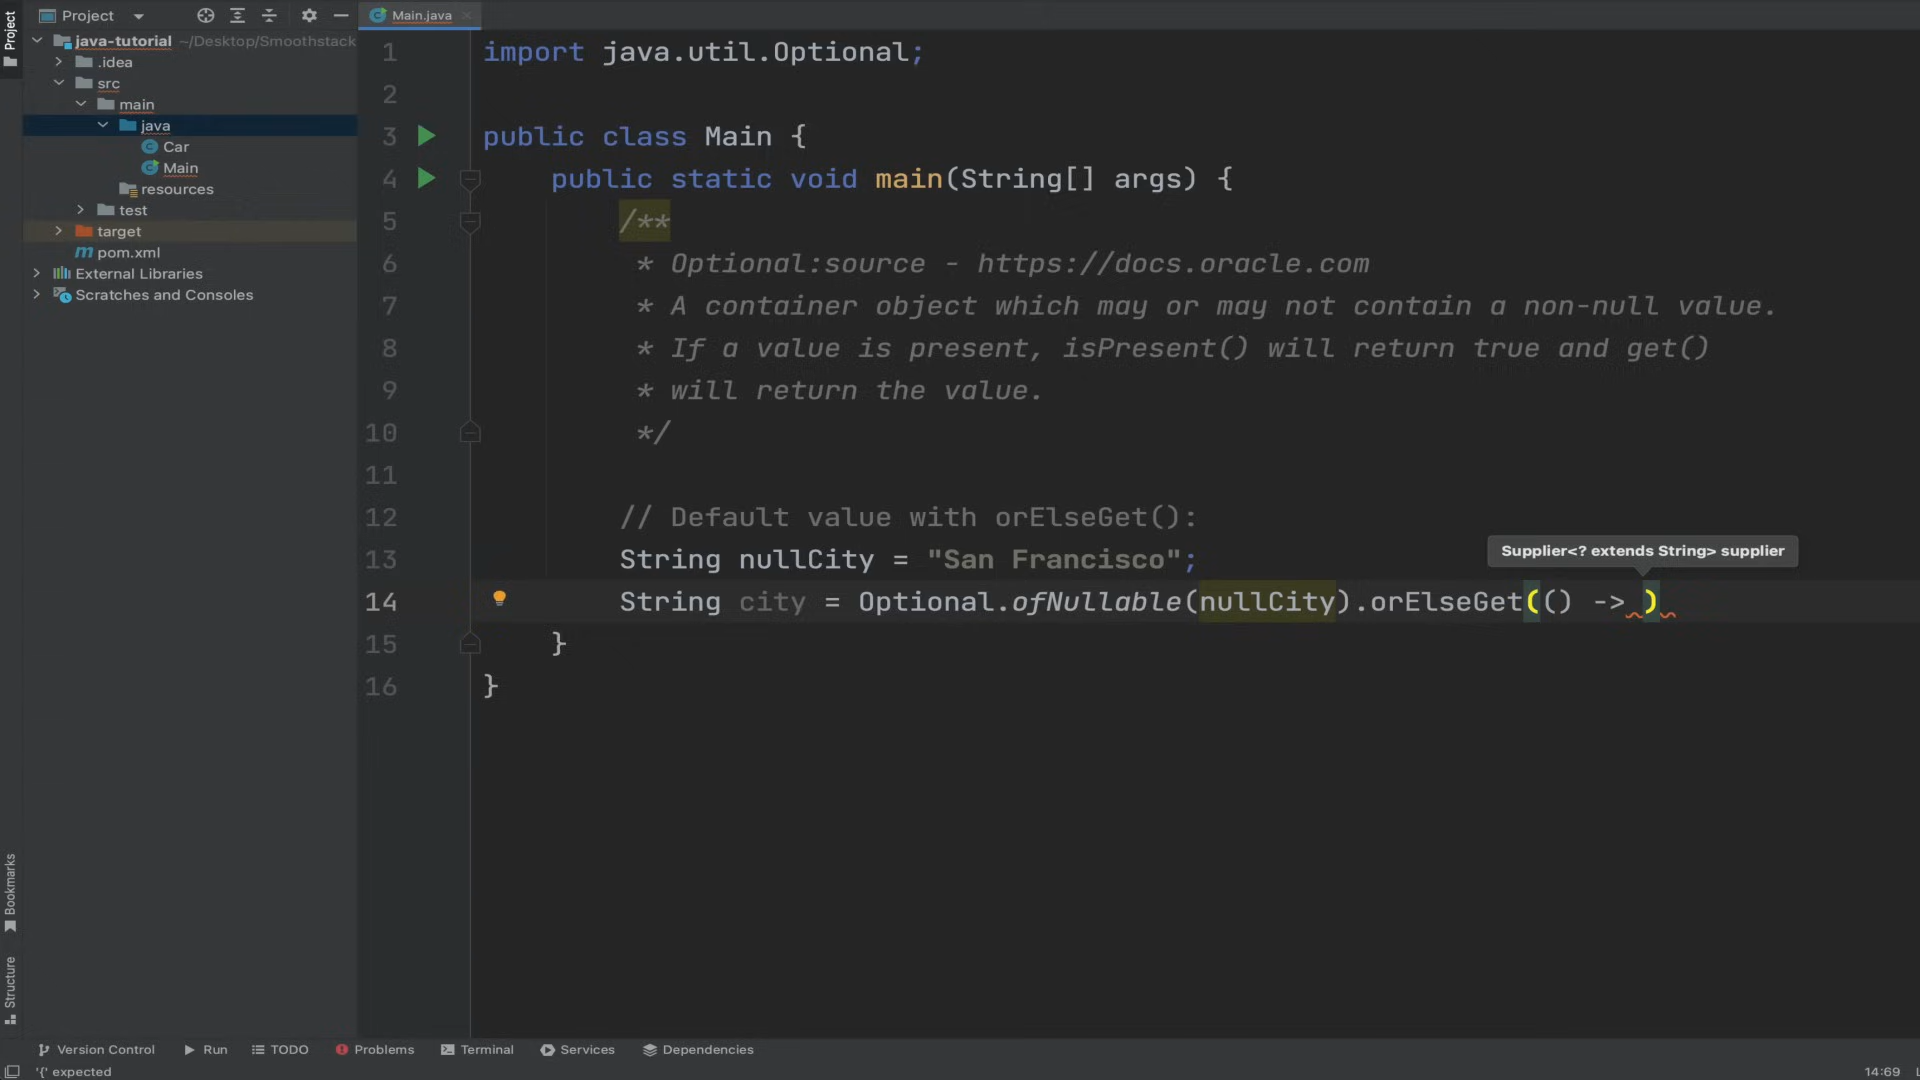 Project
Project
Main.java
java-tutorial ~/Desktop/Smoothstack
.idea
src
main
java
Car
Main
resources
test
target
pom.xml
External Libraries
Scratches and Consoles
1 import java.util.Optional;
2
3 public class Main {
4 public static void main(String[] args) {
5 /**
6 * Optional:source - https://docs.oracle.com
7 * A container object which may or may not contain a non-null value.
8 * If a value is present, isPresent() will return true and get()
9 * will return the value.
10 */
11
12 // Default value with orElseGet():
13 String nullCity = "San Francisco";
Supplier<? extends String> supplier
14 String city = Optional.ofNullable(nullCity).orElseGet(() -> )
15 }
16 }
Bookmarks
Structure
Version Control Run TODO Problems Terminal Services Dependencies
'{' expected
14:69